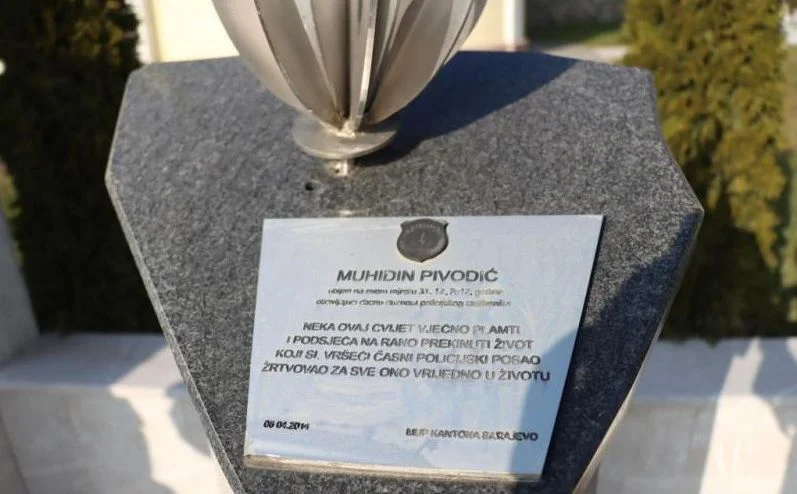 MUHIDIN PIVODIĆ
ubijen na ovom mjestu 31. 12. 2012. godine
obavljajući časnu dužnost policijskog službenika
NEKA OVAJ CVIJET VJEČNO PLAMTI
I PODSJEĆA NA RANO PREKINUTI ŽIVOT
KOJI SI, VRŠEĆI ČASNI POLICIJSKI POSAO
ŽRTVOVAO ZA SVE ONO VRIJEDNO U ŽIVOTU
05.04.2014
MUP KANTONA SARAJEVO